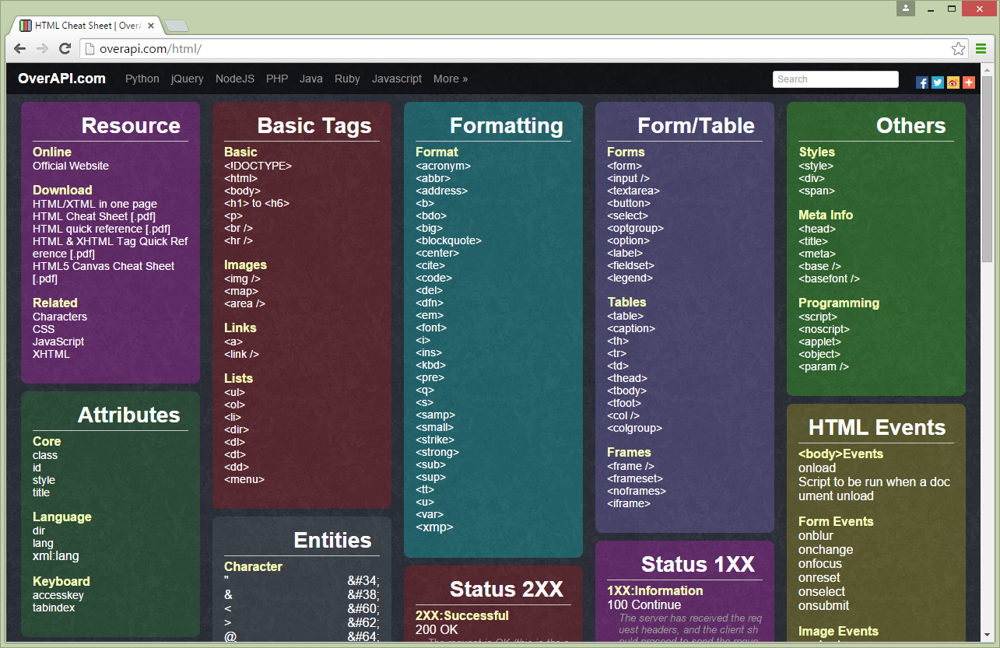 HTML Cheat Sheet | OverA
overapi.com/html/
OverAPI.com Python jQuery NodeJS PHP Java Ruby Javascript More » Search
Resource
Online
Official Website
Download
HTML/XTML in one page
HTML Cheat Sheet [.pdf]
HTML quick reference [.pdf]
HTML & XHTML Tag Quick Ref
erence [.pdf]
HTML5 Canvas Cheat Sheet
[.pdf]
Related
Characters
CSS
JavaScript
XHTML
Attributes
Core
class
id
style
title
Language
dir
lang
xml:lang
Keyboard
accesskey
tabindex
Basic Tags
Basic
<!DOCTYPE>
<html>
<body>
<h1> to <h6>
<p>
<br />
<hr />
Images
<img />
<map>
<area />
Links
<a>
<link />
Lists
<ul>
<ol>
<li>
<dir>
<dl>
<dt>
<dd>
<menu>
Entities
Character
" &#34;
& &#38;
< &#60;
> &#62;
@ &#64;
Formatting
Format
<acronym>
<abbr>
<address>
<b>
<bdo>
<big>
<blockquote>
<center>
<cite>
<code>
<del>
<dfn>
<em>
<font>
<i>
<ins>
<kbd>
<pre>
<q>
<s>
<samp>
<small>
<strike>
<strong>
<sub>
<sup>
<tt>
<u>
<var>
<xmp>
Status 2XX
2XX:Successful
200 OK
The request is OK (this is the s
Form/Table
Forms
<form>
<input />
<textarea>
<button>
<select>
<optgroup>
<option>
<label>
<fieldset>
<legend>
Tables
<table>
<caption>
<th>
<tr>
<td>
<thead>
<tbody>
<tfoot>
<col />
<colgroup>
Frames
<frame />
<frameset>
<noframes>
<iframe>
Status 1XX
1XX:Information
100 Continue
The server has received the req
uest headers, and the client sh
ould proceed to send the reque
Others
Styles
<style>
<div>
<span>
Meta Info
<head>
<title>
<meta>
<base />
<basefont />
Programming
<script>
<noscript>
<applet>
<object>
<param />
HTML Events
<body>Events
onload
Script to be run when a doc
ument unload
Form Events
onblur
onchange
onfocus
onreset
onselect
onsubmit
Image Events